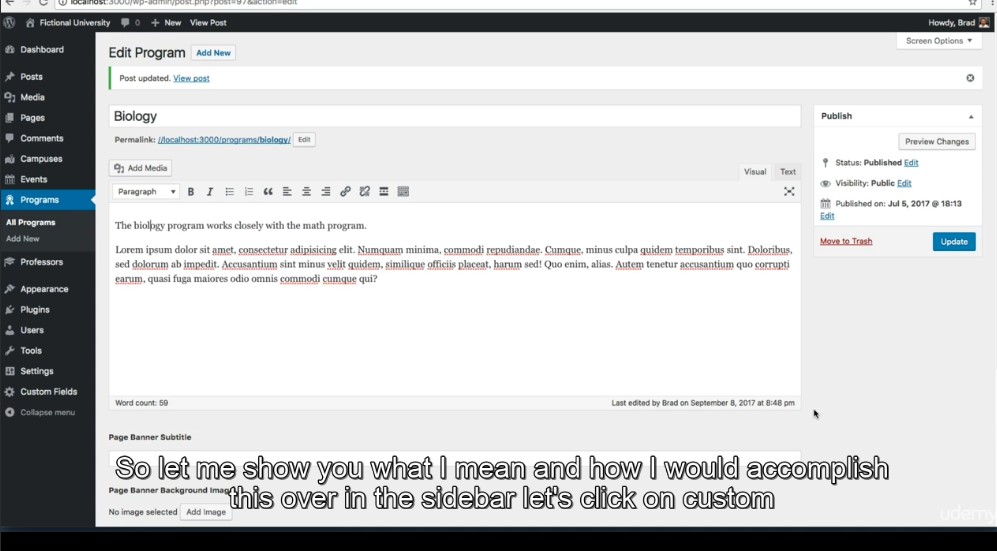 localhost:3000/wp-admin/post.php?post=97&action=edit
Fictional University 0 + New View Post Howdy, Brad
Screen Options
Dashboard
Posts
Media
Pages
Comments
Campuses
Events
Programs
All Programs
Add New
Professors
Appearance
Plugins
Users
Tools
Settings
Custom Fields
Collapse menu
Edit Program Add New
Post updated. View post
Biology
Permalink: //localhost:3000/programs/biology/ Edit
Add Media
Visual Text
Paragraph B I
The biology program works closely with the math program.
Lorem ipsum dolor sit amet, consectetur adipisicing elit. Numquam minima, commodi repudiandae. Cumque, minus culpa quidem temporibus sint. Doloribus,
sed dolorum ab impedit. Accusantium sint minus velit quidem, similique officiis placeat, harum sed! Quo enim, alias. Autem tenetur accusantium quo corrupti
earum, quasi fuga maiores odio omnis commodi cumque qui?
Word count: 59 Last edited by Brad on September 8, 2017 at 8:48 pm
Page Banner Subtitle
Page Banner Background Image
No image selected Add Image
Publish
Preview Changes
Status: Published Edit
Visibility: Public Edit
Published on: Jul 5, 2017 @ 18:13
Edit
Move to Trash Update
So let me show you what I mean and how I would accomplish
this over in the sidebar let's click on custom
udemy